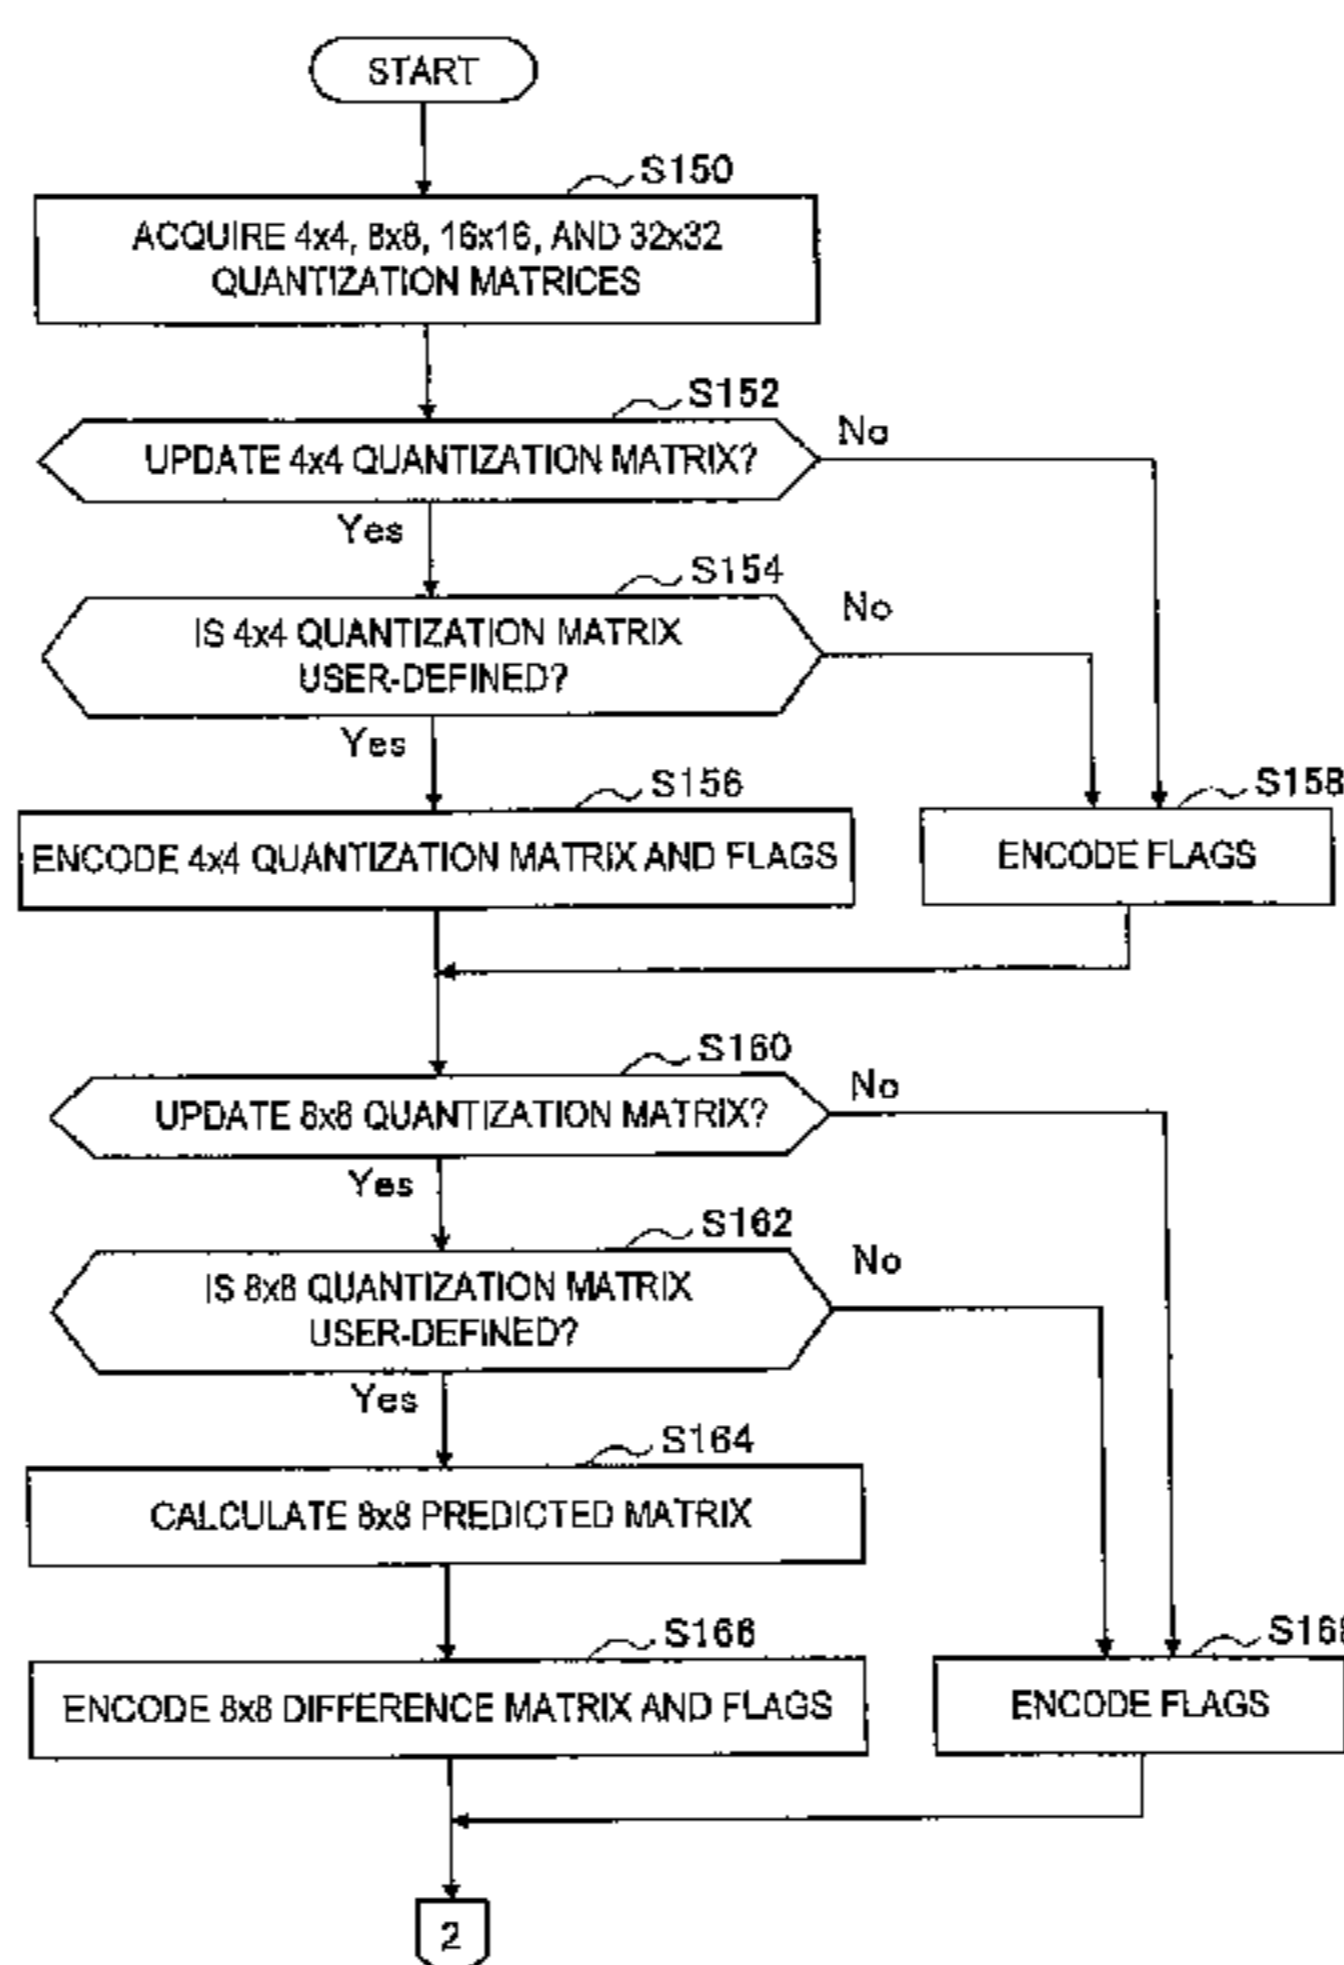 START
S150
ACQUIRE 4x4, 8x8, 16x16, AND 32x32
QUANTIZATION MATRICES
S152
UPDATE 4x4 QUANTIZATION MATRIX?
No
Yes
S154
IS 4x4 QUANTIZATION MATRIX
USER-DEFINED?
No
Yes
S156
ENCODE 4x4 QUANTIZATION MATRIX AND FLAGS
S158
ENCODE FLAGS
S160
UPDATE 8x8 QUANTIZATION MATRIX?
No
Yes
S162
IS 8x8 QUANTIZATION MATRIX
USER-DEFINED?
No
Yes
S164
CALCULATE 8x8 PREDICTED MATRIX
S166
ENCODE 8x8 DIFFERENCE MATRIX AND FLAGS
ENCODE FLAGS
2